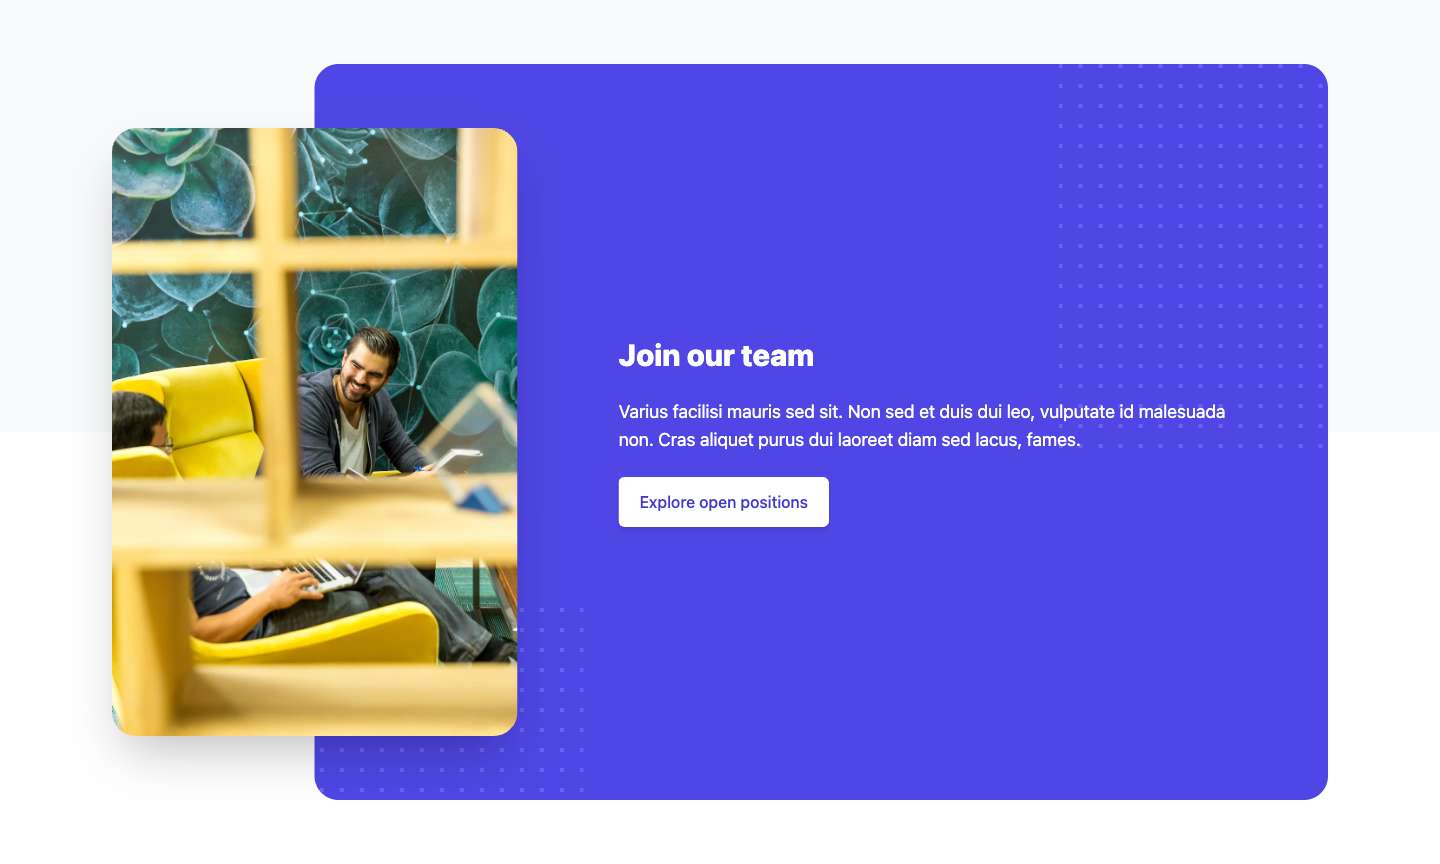 Join our team
Varius facilisi mauris sed sit. Non sed et duis dui leo, vulputate id malesuada
non. Cras aliquet purus dui laoreet diam sed lacus, fames.
Explore open positions